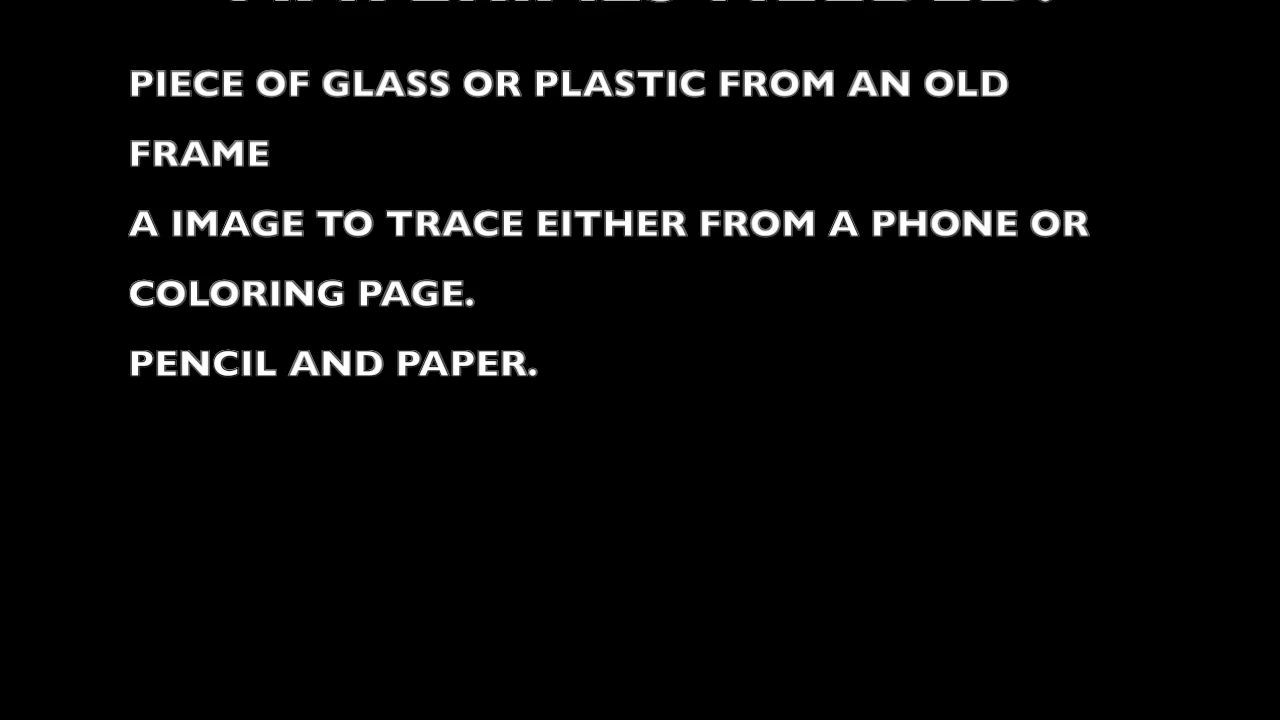 PIECE OF GLASS OR PLASTIC FROM AN OLD
FRAME
A IMAGE TO TRACE EITHER FROM A PHONE OR
COLORING PAGE.
PENCIL AND PAPER.